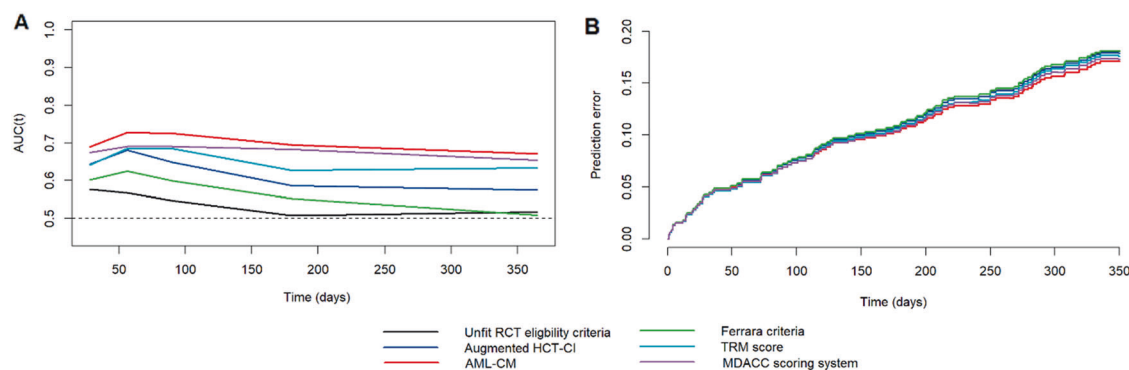 A
AUC(t)
1.0
0.9
0.8
0.7
0.6
0.5
50 100 150 200 250 300 350
Time (days)
B
Prediction error
0.20
0.15
0.10
0.05
0.00
0 50 100 150 200 250 300 350
Time (days)
Unfit RCT eligbility criteria
Augmented HCT-CI
AML-CM
Ferrara criteria
TRM score
MDACC scoring system